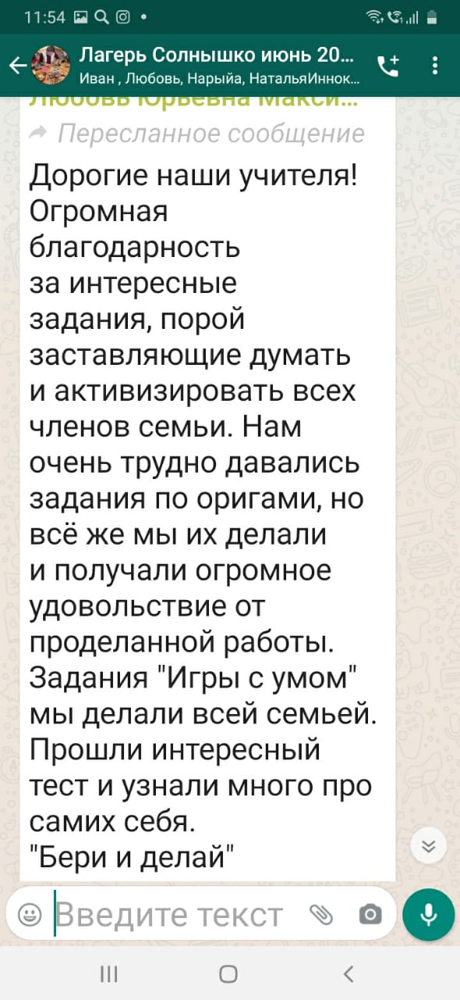 11:54
Лагерь Солнышко июнь 20...
Иван , Любовь, Нарыйа, НатальяИннок...
Любовь Юрьевна Макси...
Пересланное сообщение
Дорогие наши учителя!
Огромная
благодарность
за интересные
задания, порой
заставляющие думать
и активизировать всех
членов семьи. Нам
очень трудно давались
задания по оригами, но
всё же мы их делали
и получали огромное
удовольствие от
проделанной работы.
Задания "Игры с умом"
мы делали всей семьей.
Прошли интересный
тест и узнали много про
самих себя.
"Бери и делай"
Введите текст